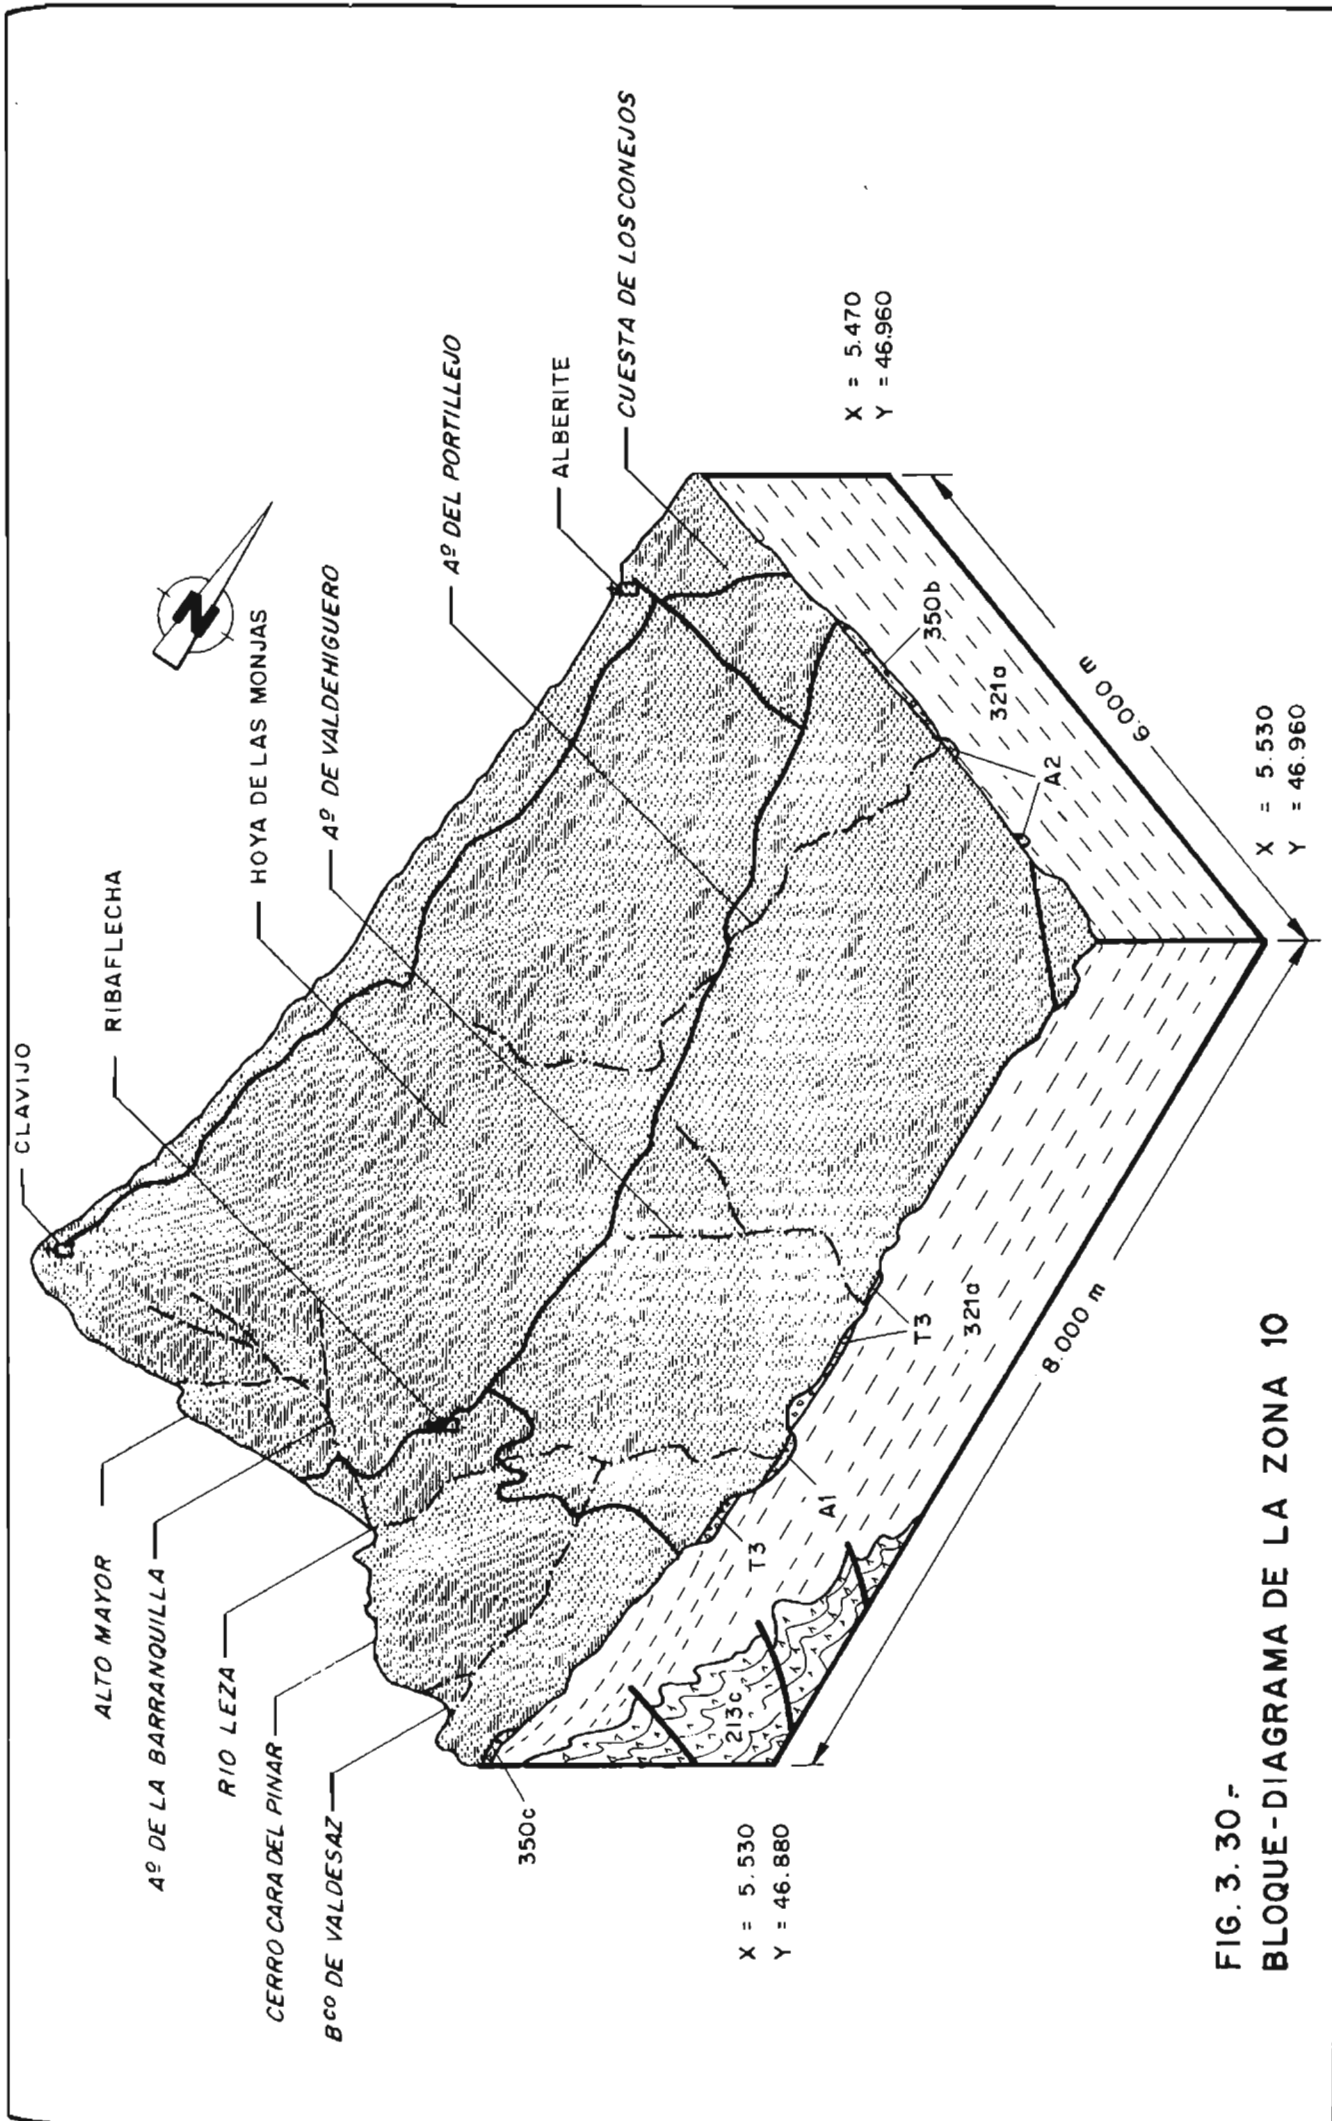 CLAVIJO
RIBAFLECHA
HOYA DE LAS MONJAS
Aº DE VALDEHIGUERO
Aº DEL PORTILLEJO
ALBERITE
CUESTA DE LOS CONEJOS
N
ALTO MAYOR
Aº DE LA BARRANQUILLA
RIO LEZA
CERRO CARA DEL PINAR
Bᶜᴼ DE VALDESAZ
350c
X = 5.530
Y = 46.880
213c
T3
A1
T3
321a
8.000 m
A2
321a
350b
6.000 m
X = 5.470
Y = 46.960
X = 5 530
Y = 46.960
FIG. 3.30.-
BLOQUE-DIAGRAMA DE LA ZONA 10